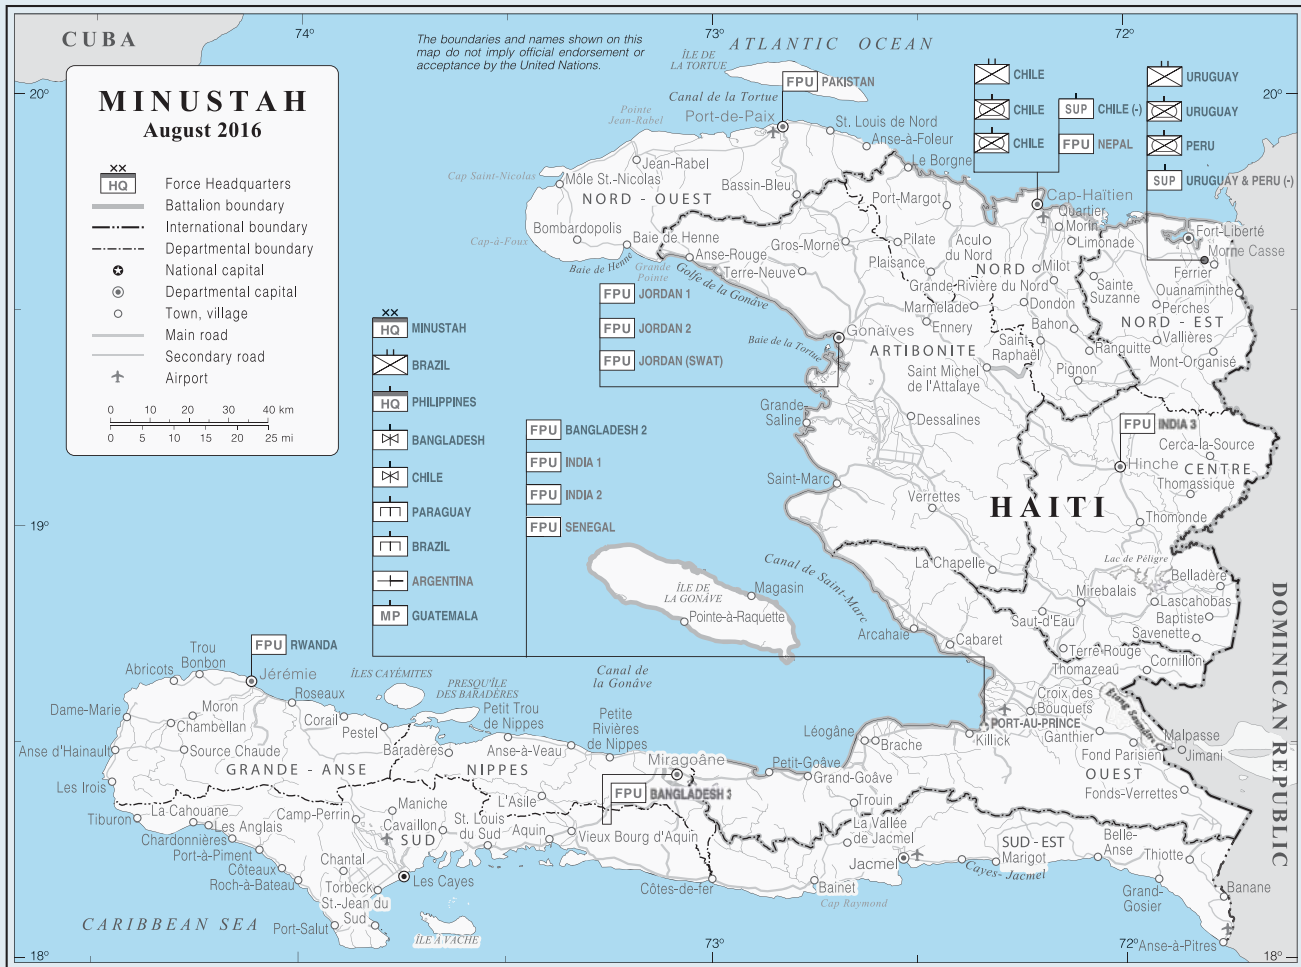 CUBA
74º
73º
72º
20º
20º
The boundaries and names shown on this
map do not imply official endorsement or
acceptance by the United Nations.
ATLANTIC OCEAN
MINUSTAH
August 2016
XX
HQ Force Headquarters
Battalion boundary
International boundary
Departmental boundary
National capital
Departmental capital
Town, village
Main road
Secondary road
Airport
0 10 20 30 40 km
0 5 10 15 20 25 mi
ÎLE DE
LA TORTUE
FPU PAKISTAN
Canal de la Tortue
Port-de-Paix
Pointe
Jean-Rabel
St. Louis de Nord
Anse-à-Foleur
Le Borgne
CHILE
CHILE
CHILE
SUP CHILE (-)
FPU NEPAL
URUGUAY
URUGUAY
PERU
SUP URUGUAY & PERU (-)
Jean-Rabel
Cap Saint-Nicolas
Môle St.-Nicolas
NORD - OUEST
Bassin-Bleu
Port-Margot
Cap-Haïtien
Quartier
Morin
Limonade
Fort-Liberté
Morne Casse
Bombardopolis
Cap-à-Foux
Baie de Henne
Baie de Henne
Grande
Pointe
Anse-Rouge
Golfe de la Gonâve
Terre-Neuve
Gros-Morne
Pilate
Plaisance
Acul
du Nord
NORD
Milot
Grande Rivière du Nord
Dondon
Marmelade
Ennery
Bahon
Saint-
Raphaël
Ranquitte
Pignon
Sainte
Suzanne
Ferrier
Ouanaminthe
Perches
NORD - EST
Vallières
Mont-Organisé
FPU JORDAN 1
FPU JORDAN 2
FPU JORDAN (SWAT)
Baie de la Tortue
Gonaïves
ARTIBONITE
Saint Michel
de l'Attalaye
XX
HQ MINUSTAH
BRAZIL
HQ PHILIPPINES
BANGLADESH
CHILE
PARAGUAY
BRAZIL
ARGENTINA
MP GUATEMALA
FPU BANGLADESH 2
FPU INDIA 1
FPU INDIA 2
FPU SENEGAL
Grande-
Saline
Dessalines
FPU INDIA 3
Cerca-la-Source
Hinche
CENTRE
Thomassique
Saint-Marc
Verrettes
HAITI
Thomonde
19º
19º
Canal de Saint-Marc
La Chapelle
Lac de Péligre
Belladère
Mirebalais
Lascahobas
Baptiste
Savenette
Saut-d'Eau
ÎLE DE
LA GONÂVE
Magasin
Pointe-à-Raquette
Arcahaie
Cabaret
Terre Rouge
Thomazeau
Cornillon
DOMINICAN REPUBLIC
FPU RWANDA
Trou
Bonbon
Abricots
Jérémie
ÎLES CAYÉMITES
PRESQU'ÎLE
DES BARADÈRES
Canal de
la Gonâve
Roseaux
Dame-Marie
Moron
Chambellan
Corail
Pestel
Petit Trou
de Nippes
Petite
Rivières
de Nippes
Croix des
Bouquets
PORT-AU-PRINCE
Ganthier
Etang Saumâtre
Malpasse
Jimani
Anse d'Hainault
Source Chaude
Baradères
Anse-à-Veau
Léogâne
Brache
Killick
Fond Parisien
OUEST
Fonds-Verrettes
Les Irois
GRANDE - ANSE
NIPPES
Miragoâne
Petit-Goâve
Grand-Goâve
FPU BANGLADESH 3
Tiburon
La Cahouane
Les Anglais
Chardonnières
Port-à-Piment
Côteaux
Roch-à-Bateau
Camp-Perrin
Maniche
Cavaillon
SUD
L'Asile
St. Louis
du Sud
Aquin
Vieux Bourg d'Aquin
Trouin
La Vallée
de Jacmel
Jacmel
SUD-EST
Marigot
Cayes-Jacmel
Belle-
Anse
Thiotte
Chantal
Torbeck
Les Cayes
St.-Jean du
Sud
Port-Salut
Côtes-de-fer
Bainet
Cap Raymond
Grand-
Gosier
Banane
Anse-à-Pitres
CARIBBEAN SEA
ÎLE A VACHE
18º
73º
72º
18º